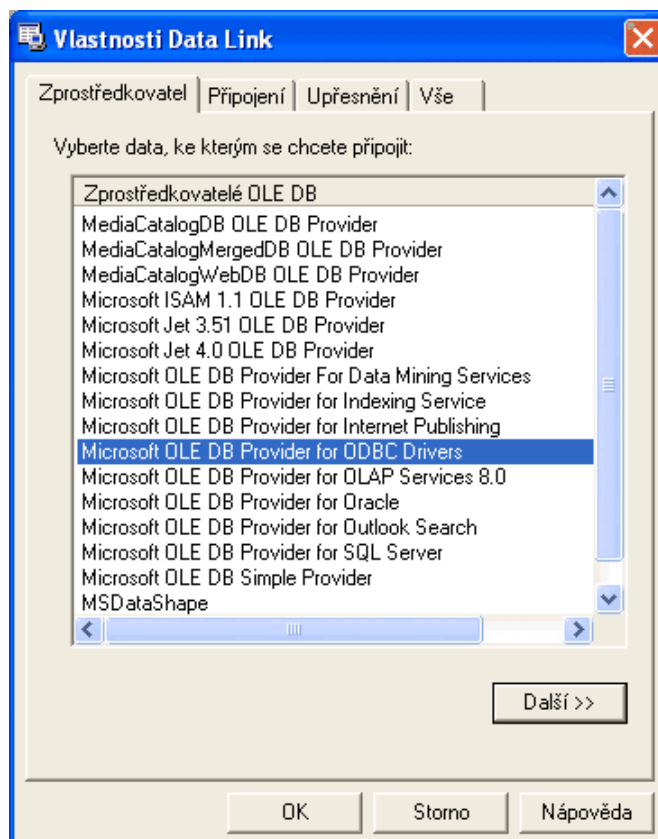 Vlastnosti Data Link
Zprostředkovatel Připojení Upřesnění Vše
Vyberte data, ke kterým se chcete připojit:
Zprostředkovatelé OLE DB
MediaCatalogDB OLE DB Provider
MediaCatalogMergedDB OLE DB Provider
MediaCatalogWebDB OLE DB Provider
Microsoft ISAM 1.1 OLE DB Provider
Microsoft Jet 3.51 OLE DB Provider
Microsoft Jet 4.0 OLE DB Provider
Microsoft OLE DB Provider For Data Mining Services
Microsoft OLE DB Provider for Indexing Service
Microsoft OLE DB Provider for Internet Publishing
Microsoft OLE DB Provider for ODBC Drivers
Microsoft OLE DB Provider for OLAP Services 8.0
Microsoft OLE DB Provider for Oracle
Microsoft OLE DB Provider for Outlook Search
Microsoft OLE DB Provider for SQL Server
Microsoft OLE DB Simple Provider
MSDataShape
Další >>
OK Storno Nápověda